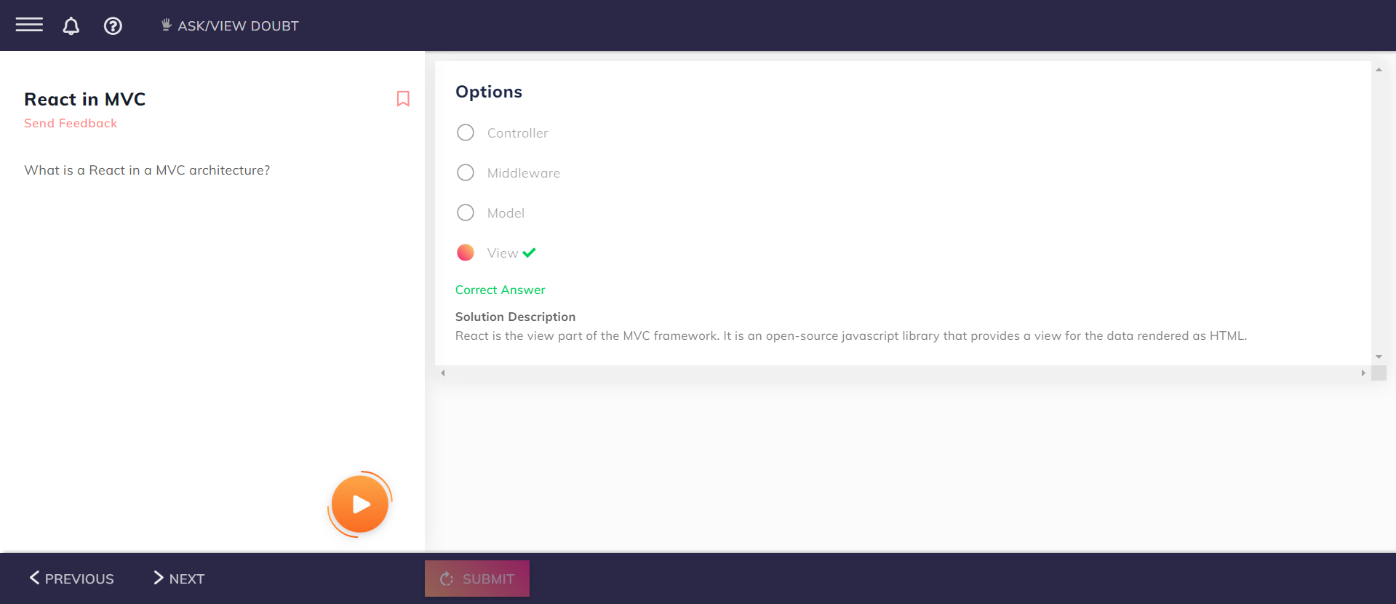 ASK/VIEW DOUBT
React in MVC
Send Feedback
What is a React in a MVC architecture?
Options
Controller
Middleware
Model
View
Correct Answer
Solution Description
React is the view part of the MVC framework. It is an open-source javascript library that provides a view for the data rendered as HTML.
PREVIOUS
NEXT
SUBMIT